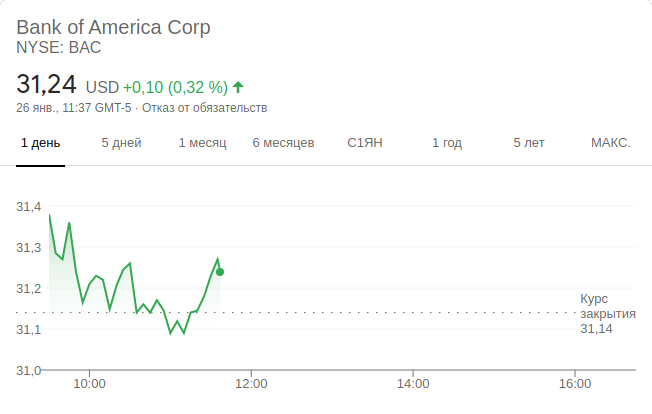 Bank of America Corp
NYSE: BAC
31,24 USD +0,10 (0,32 %)
26 янв., 11:37 GMT-5 · Отказ от обязательств
1 день 5 дней 1 месяц 6 месяцев С1ЯН 1 год 5 лет МАКС.
31,4
31,3
31,2
31,1
31,0
Курс
закрытия
31,14
10:00 12:00 14:00 16:00